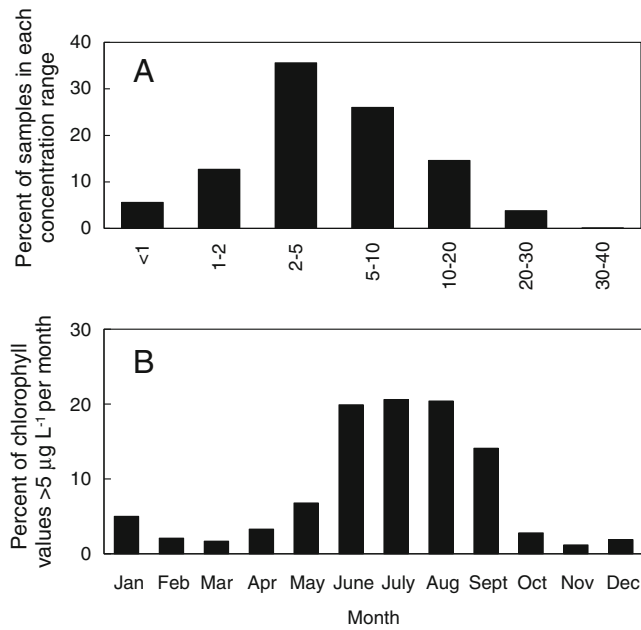 Percent of samples in each
concentration range
A
40
30
20
10
0
<1
1-2
2-5
5-10
10-20
20-30
30-40
Percent of chlorophyll
values >5 µg L⁻¹ per month
B
30
20
10
0
Jan Feb Mar Apr May June July Aug Sept Oct Nov Dec
Month